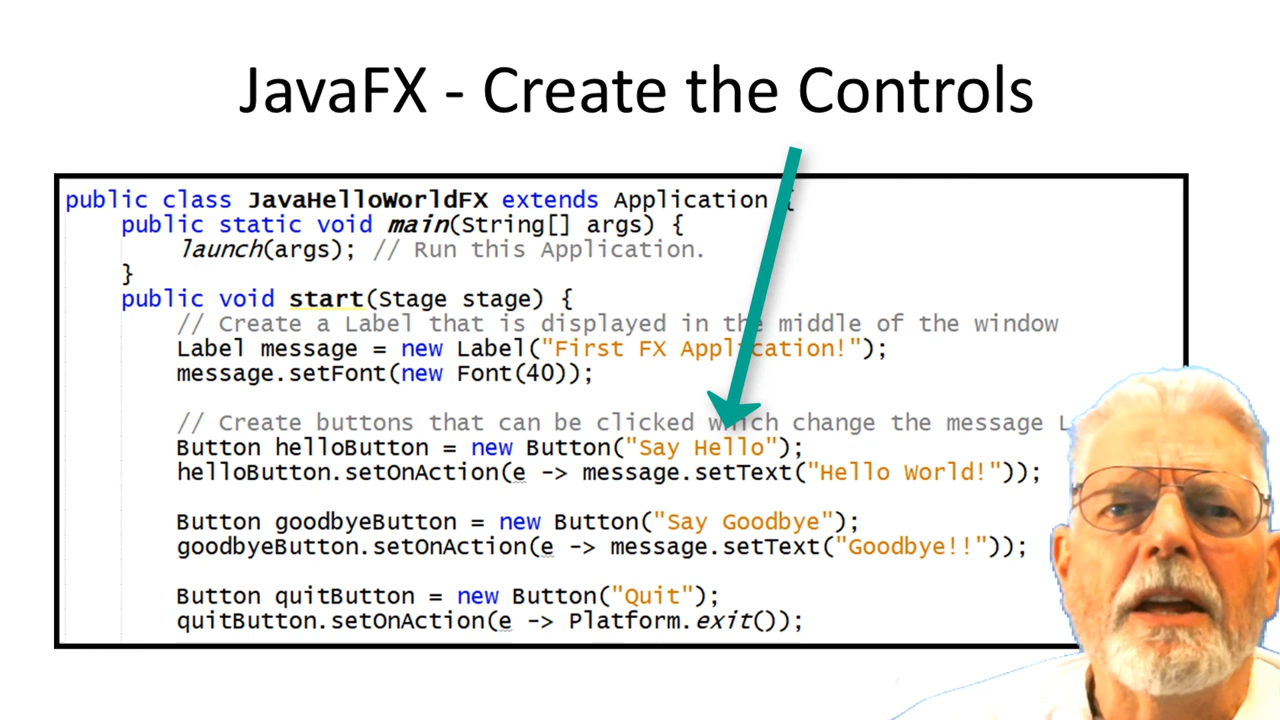 JavaFX - Create the Controls
public class JavaHelloWorldFX extends Application {
public static void main(String[] args) {
launch(args); // Run this Application.
}
public void start(Stage stage) {
// Create a Label that is displayed in the middle of the window
Label message = new Label("First FX Application!");
message.setFont(new Font(40));
// Create buttons that can be clicked which change the message L
Button helloButton = new Button("Say Hello");
helloButton.setOnAction(e -> message.setText("Hello World!"));
Button goodbyeButton = new Button("Say Goodbye");
goodbyeButton.setOnAction(e -> message.setText("Goodbye!!"));
Button quitButton = new Button("Quit");
quitButton.setOnAction(e -> Platform.exit());